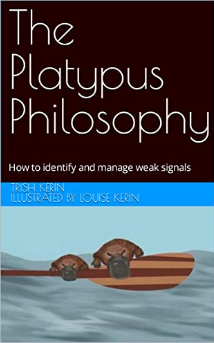 The
Platypus
Philosophy
How to identify and manage weak signals
TRISH KERIN
ILLUSTRATED BY LOUISE KERIN